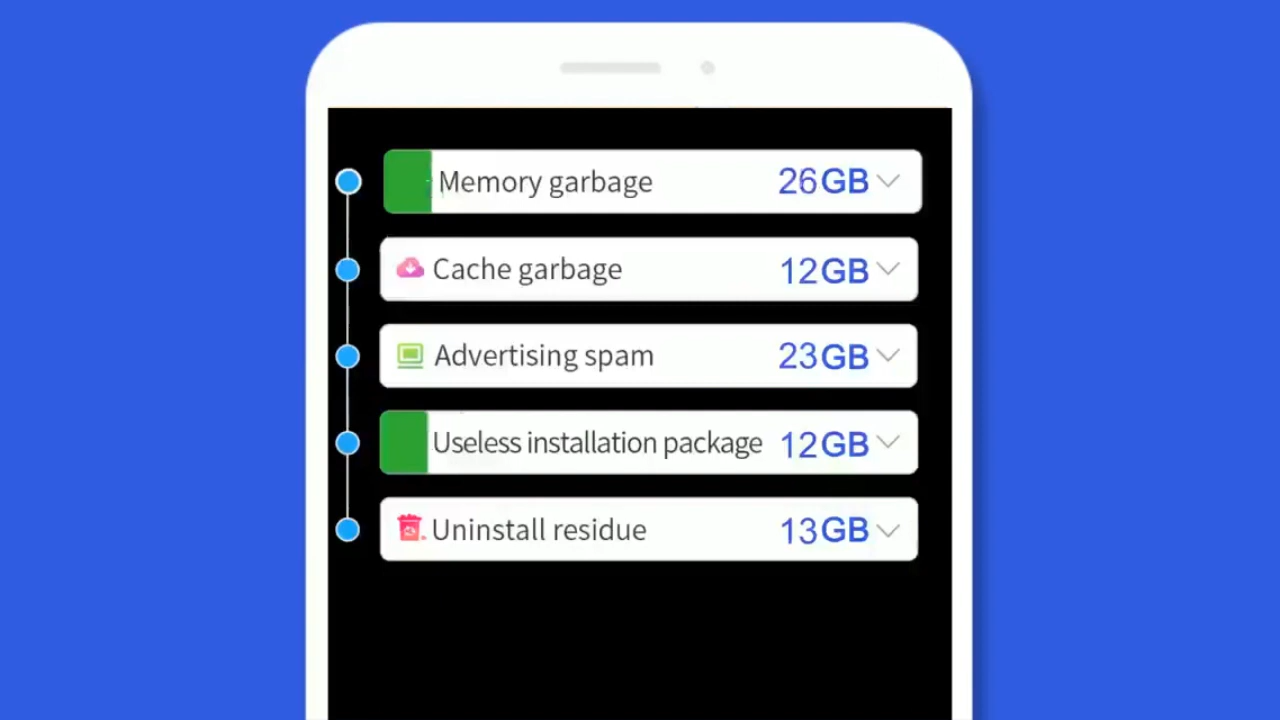 Memory garbage 26GB
Cache garbage 12GB
Advertising spam 23GB
Useless installation package 12GB
Uninstall residue 13GB